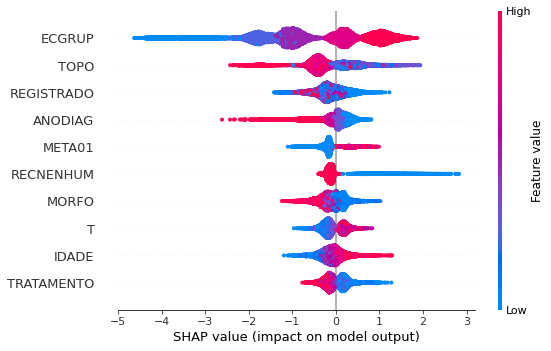 High
ECGRUP
TOPO
REGISTRADO
ANODIAG
META01
RECNENHUM
MORFO
T
IDADE
TRATAMENTO
Feature value
Low
−5 −4 −3 −2 −1 0 1 2 3
SHAP value (impact on model output)